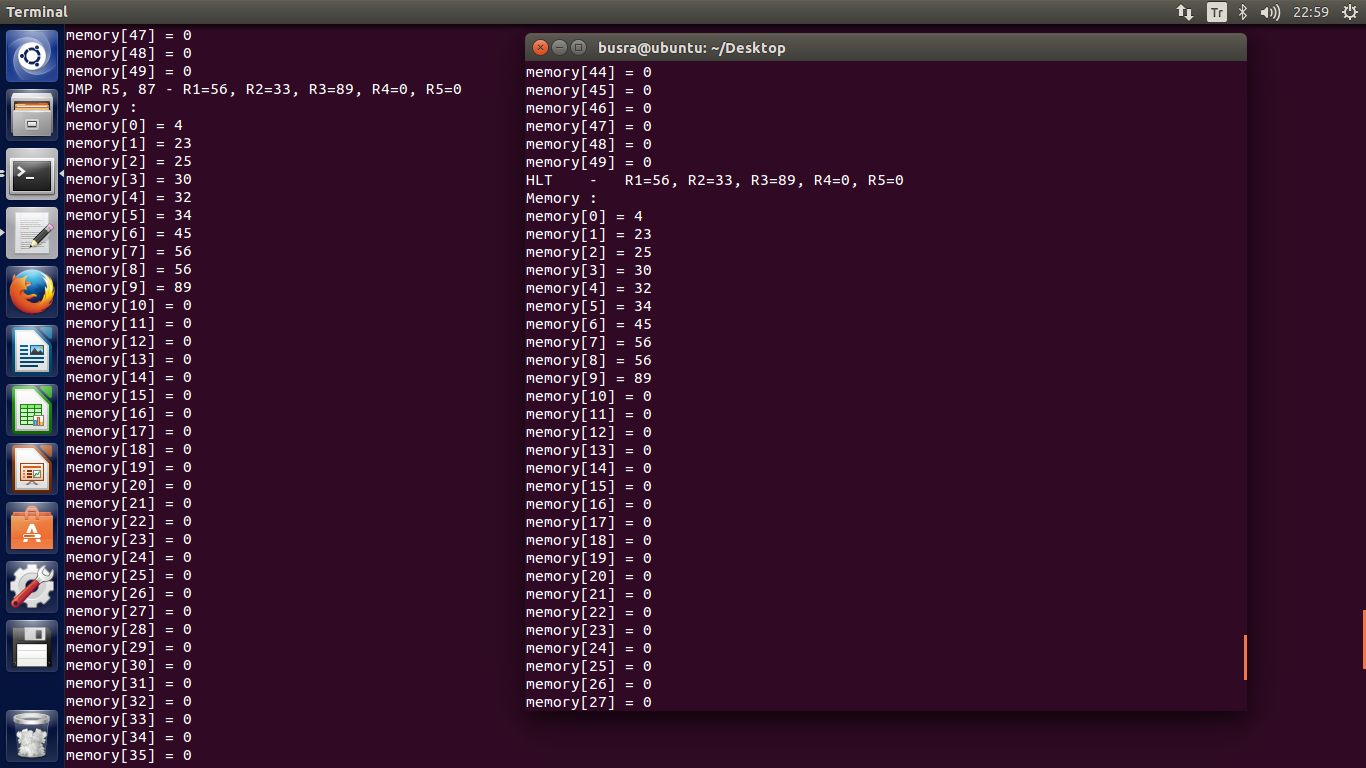 Terminal
Tr
22:59
memory[47] = 0
memory[48] = 0
memory[49] = 0
JMP R5, 87 - R1=56, R2=33, R3=89, R4=0, R5=0
Memory :
memory[0] = 4
memory[1] = 23
memory[2] = 25
memory[3] = 30
memory[4] = 32
memory[5] = 34
memory[6] = 45
memory[7] = 56
memory[8] = 56
memory[9] = 89
memory[10] = 0
memory[11] = 0
memory[12] = 0
memory[13] = 0
memory[14] = 0
memory[15] = 0
memory[16] = 0
memory[17] = 0
memory[18] = 0
memory[19] = 0
memory[20] = 0
memory[21] = 0
memory[22] = 0
memory[23] = 0
memory[24] = 0
memory[25] = 0
memory[26] = 0
memory[27] = 0
memory[28] = 0
memory[29] = 0
memory[30] = 0
memory[31] = 0
memory[32] = 0
memory[33] = 0
memory[34] = 0
memory[35] = 0
busra@ubuntu: ~/Desktop
memory[44] = 0
memory[45] = 0
memory[46] = 0
memory[47] = 0
memory[48] = 0
memory[49] = 0
HLT    -   R1=56, R2=33, R3=89, R4=0, R5=0
Memory :
memory[0] = 4
memory[1] = 23
memory[2] = 25
memory[3] = 30
memory[4] = 32
memory[5] = 34
memory[6] = 45
memory[7] = 56
memory[8] = 56
memory[9] = 89
memory[10] = 0
memory[11] = 0
memory[12] = 0
memory[13] = 0
memory[14] = 0
memory[15] = 0
memory[16] = 0
memory[17] = 0
memory[18] = 0
memory[19] = 0
memory[20] = 0
memory[21] = 0
memory[22] = 0
memory[23] = 0
memory[24] = 0
memory[25] = 0
memory[26] = 0
memory[27] = 0